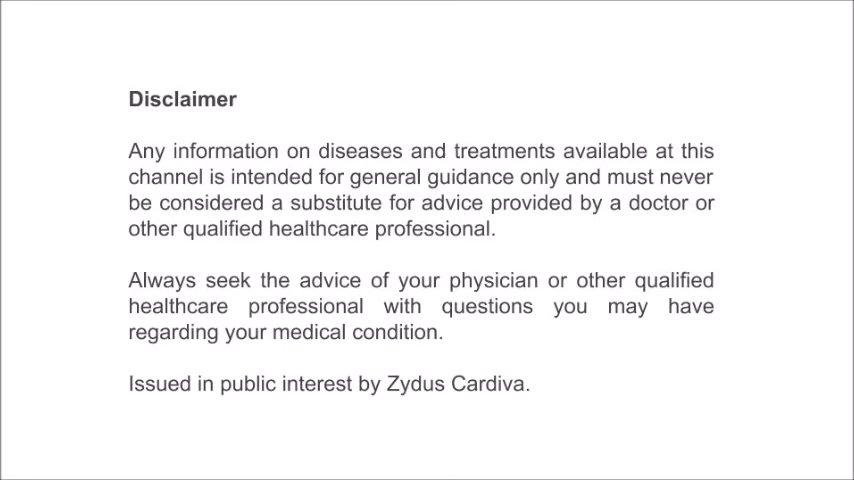 Disclaimer
Any information on diseases and treatments available at this
channel is intended for general guidance only and must never
be considered a substitute for advice provided by a doctor or
other qualified healthcare professional.
Always seek the advice of your physician or other qualified
healthcare professional with questions you may have
regarding your medical condition.
Issued in public interest by Zydus Cardiva.